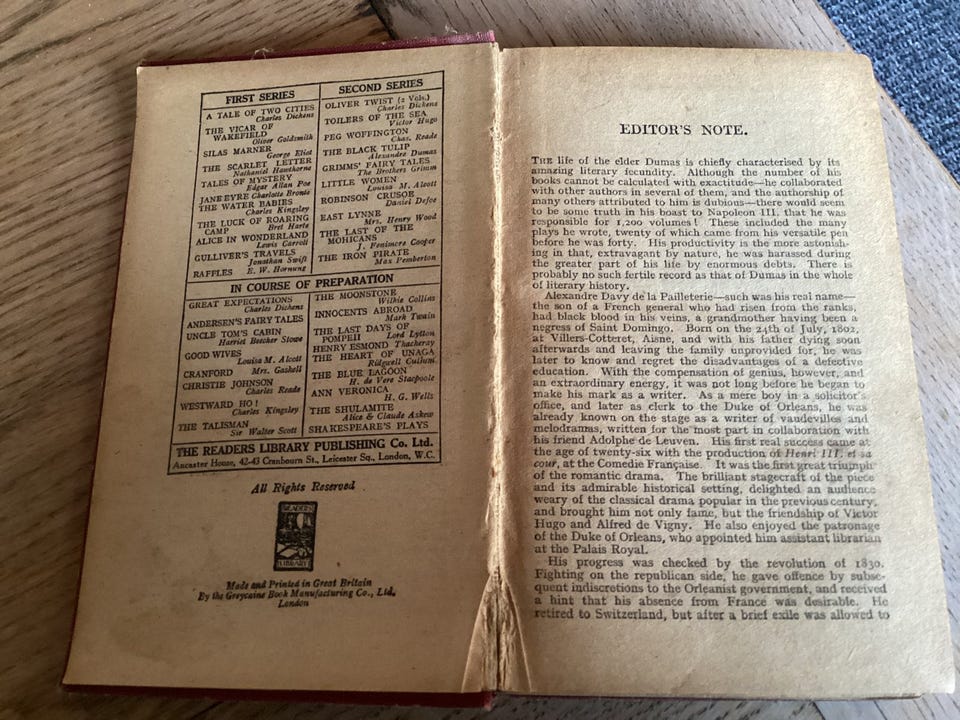 FIRST SERIES
A TALE OF TWO CITIES
Charles Dickens
THE VICAR OF
WAKEFIELD
Oliver Goldsmith
SILAS MARNER
George Eliot
THE SCARLET LETTER
Nathaniel Hawthorne
TALES OF MYSTERY
Edgar Allan Poe
JANE EYRE Charlotte Bronte
THE WATER BABIES
Charles Kingsley
THE LUCK OF ROARING
CAMP Bret Harte
ALICE IN WONDERLAND
Lewis Carroll
GULLIVER'S TRAVELS
Jonathan Swift
RAFFLES E. W. Hornung
SECOND SERIES
OLIVER TWIST (2 Vols.)
Charles Dickens
TOILERS OF THE SEA
Victor Hugo
PEG WOFFINGTON
Chas. Reade
THE BLACK TULIP
Alexandre Dumas
GRIMMS' FAIRY TALES
The Brothers Grimm
LITTLE WOMEN
Louisa M. Alcott
ROBINSON CRUSOE
Daniel Defoe
EAST LYNNE
Mrs. Henry Wood
THE LAST OF THE
MOHICANS
J. Fenimore Cooper
THE IRON PIRATE
Max Pemberton
IN COURSE OF PREPARATION
GREAT EXPECTATIONS
Charles Dickens
ANDERSEN'S FAIRY TALES
UNCLE TOM'S CABIN
Harriet Beecher Stowe
GOOD WIVES
Louisa M. Alcott
CRANFORD Mrs. Gaskell
CHRISTIE JOHNSON
Charles Reade
WESTWARD HO!
Charles Kingsley
THE TALISMAN
Sir Walter Scott
THE MOONSTONE
Wilkie Collins
INNOCENTS ABROAD
Mark Twain
THE LAST DAYS OF
POMPEII Lord Lytton
HENRY ESMOND Thackeray
THE HEART OF UNAGA
Ridgwell Cullum
THE BLUE LAGOON
H. de Vere Stacpoole
ANN VERONICA
H. G. Wells
THE SHULAMITE
Alice & Claude Askew
SHAKESPEARE'S PLAYS
THE READERS LIBRARY PUBLISHING Co. Ltd.
Ancaster House, 42-43 Cranbourn St., Leicester Sq., London, W.C.
All Rights Reserved
READERS
LIBRARY
Made and Printed in Great Britain
By the Greycaine Book Manufacturing Co., Ltd.
London
EDITOR'S NOTE.
THE life of the elder Dumas is chiefly characterised by its
amazing literary fecundity. Although the number of his
books cannot be calculated with exactitude—he collaborated
with other authors in several of them, and the authorship of
many others attributed to him is dubious—there would seem
to be some truth in his boast to Napoleon III. that he was
responsible for 1,200 volumes! These included the many
plays he wrote, twenty of which came from his versatile pen
before he was forty. His productivity is the more astonish-
ing in that, extravagant by nature, he was harassed during
the greater part of his life by enormous debts. There is
probably no such fertile record as that of Dumas in the whole
of literary history.
Alexandre Davy de la Pailleterie—such was his real name—
the son of a French general who had risen from the ranks,
had black blood in his veins, a grandmother having been a
negress of Saint Domingo. Born on the 24th of July, 1802,
at Villers-Cotteret, Aisne, and with his father dying soon
afterwards and leaving the family unprovided for, he was
later to know and regret the disadvantages of a defective
education. With the compensation of genius, however, and
an extraordinary energy, it was not long before he began to
make his mark as a writer. As a mere boy in a solicitor's
office, and later as clerk to the Duke of Orleans, he was
already known on the stage as a writer of vaudevilles and
melodramas, written for the most part in collaboration with
his friend Adolphe de Leuven. His first real success came at
the age of twenty-six with the production of Henri III. et sa
cour, at the Comedie Française. It was the first great triumph
of the romantic drama. The brilliant stagecraft of the piece
and its admirable historical setting, delighted an audience
weary of the classical drama popular in the previous century,
and brought him not only fame, but the friendship of Victor
Hugo and Alfred de Vigny. He also enjoyed the patronage
of the Duke of Orleans, who appointed him assistant librarian
at the Palais Royal.
His progress was checked by the revolution of 1830.
Fighting on the republican side, he gave offence by subse-
quent indiscretions to the Orleanist government, and received
a hint that his absence from France was desirable. He
retired to Switzerland, but after a brief exile was allowed to